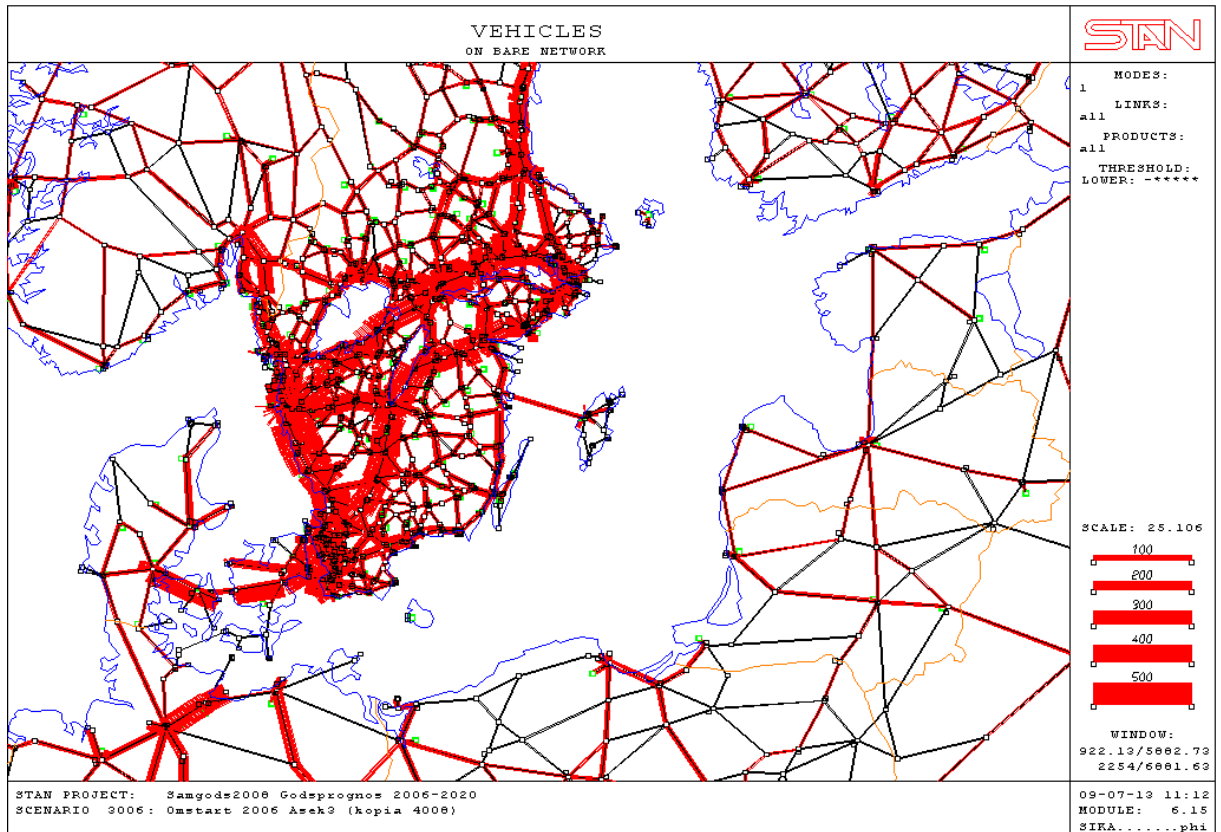 VEHICLES
ON BARE NETWORK
STAN
MODES:
1
LINKS:
all
PRODUCTS:
all
THRESHOLD:
LOWER: -*****
SCALE: 25.106
100
200
300
400
500
WINDOW:
922.13/5882.73
2254/6881.63
STAN PROJECT: Samgods2008 Godsprognos 2006-2020
SCENARIO 3006: Omstart 2006 Asek3 (kopia 4008)
09-07-13 11:12
MODULE: 6.15
SIKA.......phi